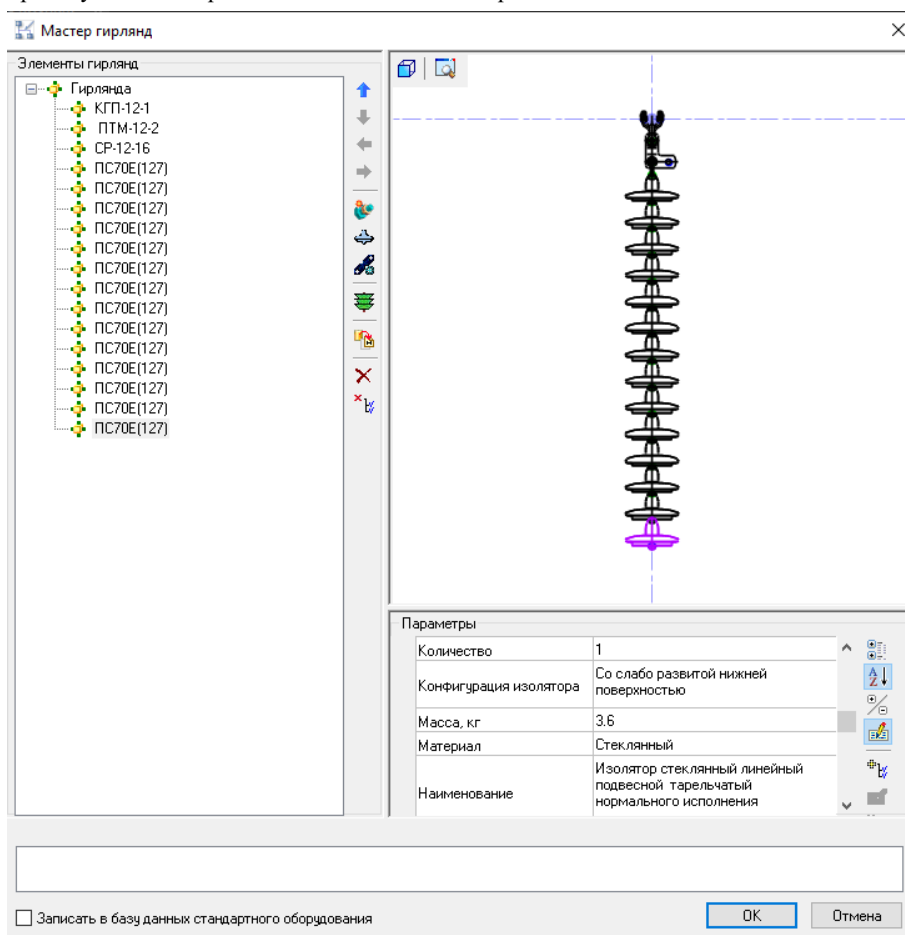 Мастер гирлянд
Элементы гирлянд
Гирлянда
КГП-12-1
ПТМ-12-2
СР-12-16
ПС70Е(127)
ПС70Е(127)
ПС70Е(127)
ПС70Е(127)
ПС70Е(127)
ПС70Е(127)
ПС70Е(127)
ПС70Е(127)
ПС70Е(127)
ПС70Е(127)
ПС70Е(127)
ПС70Е(127)
ПС70Е(127)
ПС70Е(127)
Параметры
Количество 1
Конфигурация изолятора Со слабо развитой нижней
поверхностью
Масса, кг 3.6
Материал Стеклянный
Наименование Изолятор стеклянный линейный
подвесной тарельчатый
нормального исполнения
Записать в базу данных стандартного оборудования
OK Отмена